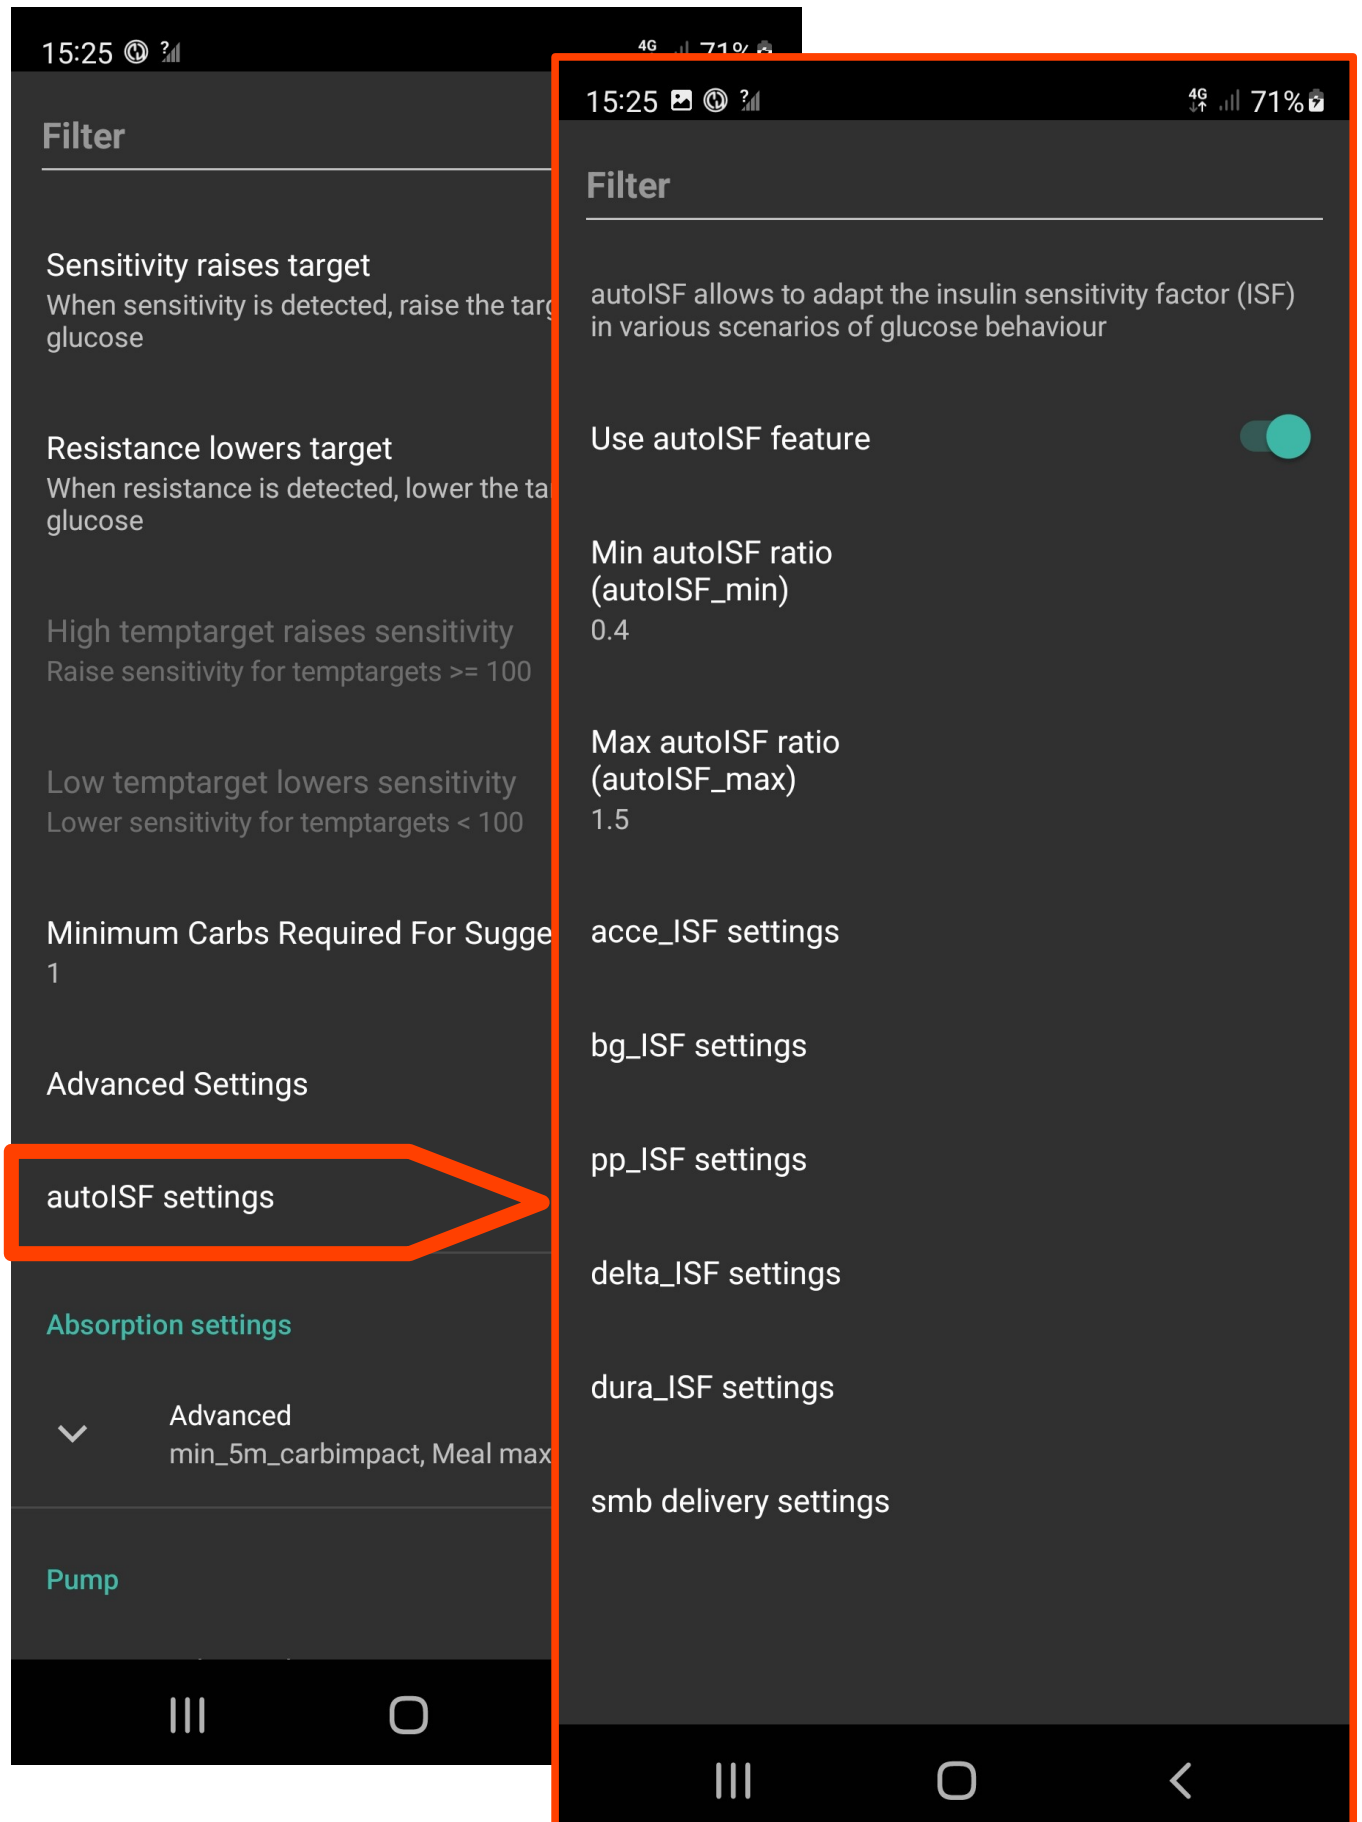 15:25
4G 71%
Filter
Sensitivity raises target
When sensitivity is detected, raise the targ
glucose
Resistance lowers target
When resistance is detected, lower the ta
glucose
High temptarget raises sensitivity
Raise sensitivity for temptargets >= 100
Low temptarget lowers sensitivity
Lower sensitivity for temptargets < 100
Minimum Carbs Required For Sugge
1
Advanced Settings
autoISF settings
Absorption settings
Advanced
min_5m_carbimpact, Meal max
Pump
15:25
4G 71%
Filter
autoISF allows to adapt the insulin sensitivity factor (ISF)
in various scenarios of glucose behaviour
Use autoISF feature
Min autoISF ratio
(autoISF_min)
0.4
Max autoISF ratio
(autoISF_max)
1.5
acce_ISF settings
bg_ISF settings
pp_ISF settings
delta_ISF settings
dura_ISF settings
smb delivery settings